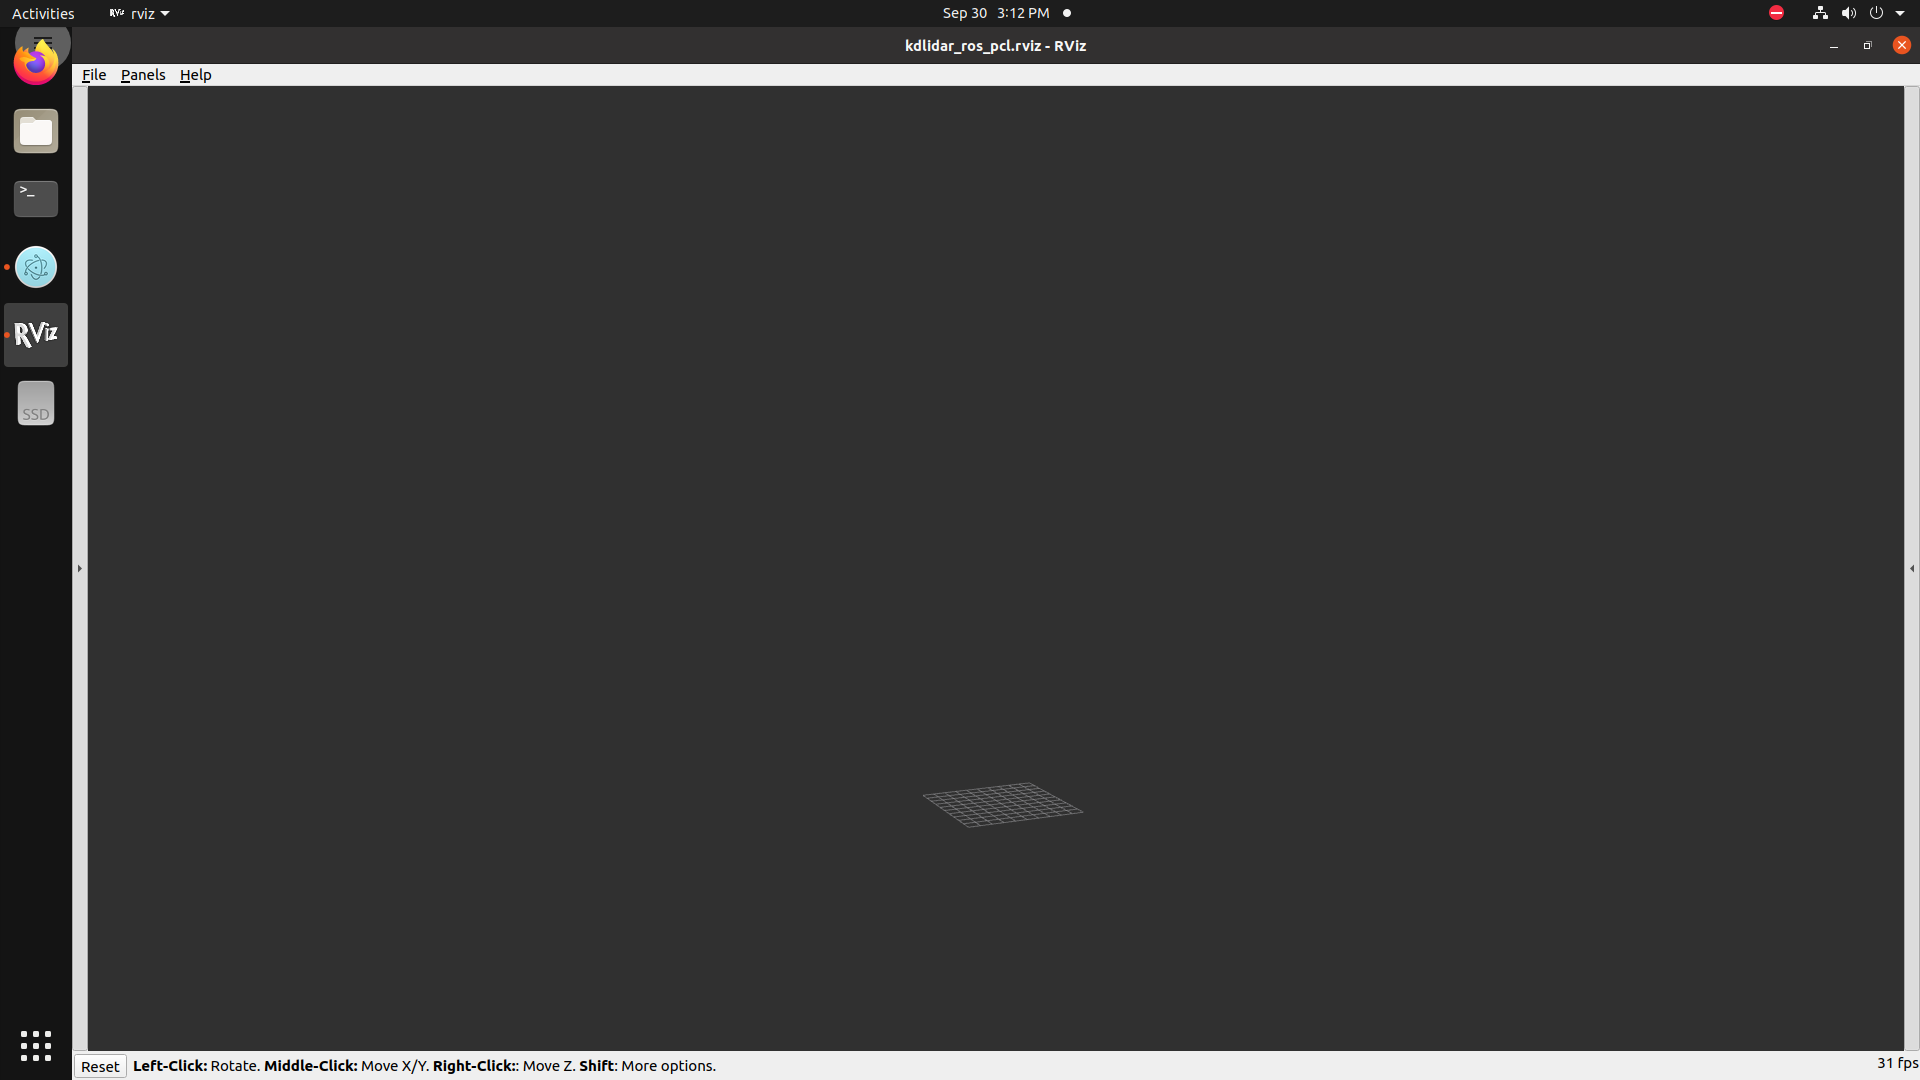 Activities RViz rviz Sep 30 3:12 PM
kdlidar_ros_pcl.rviz - RViz
File Panels Help
>_
RViz
SSD
Reset Left-Click: Rotate. Middle-Click: Move X/Y. Right-Click:: Move Z. Shift: More options. 31 fps